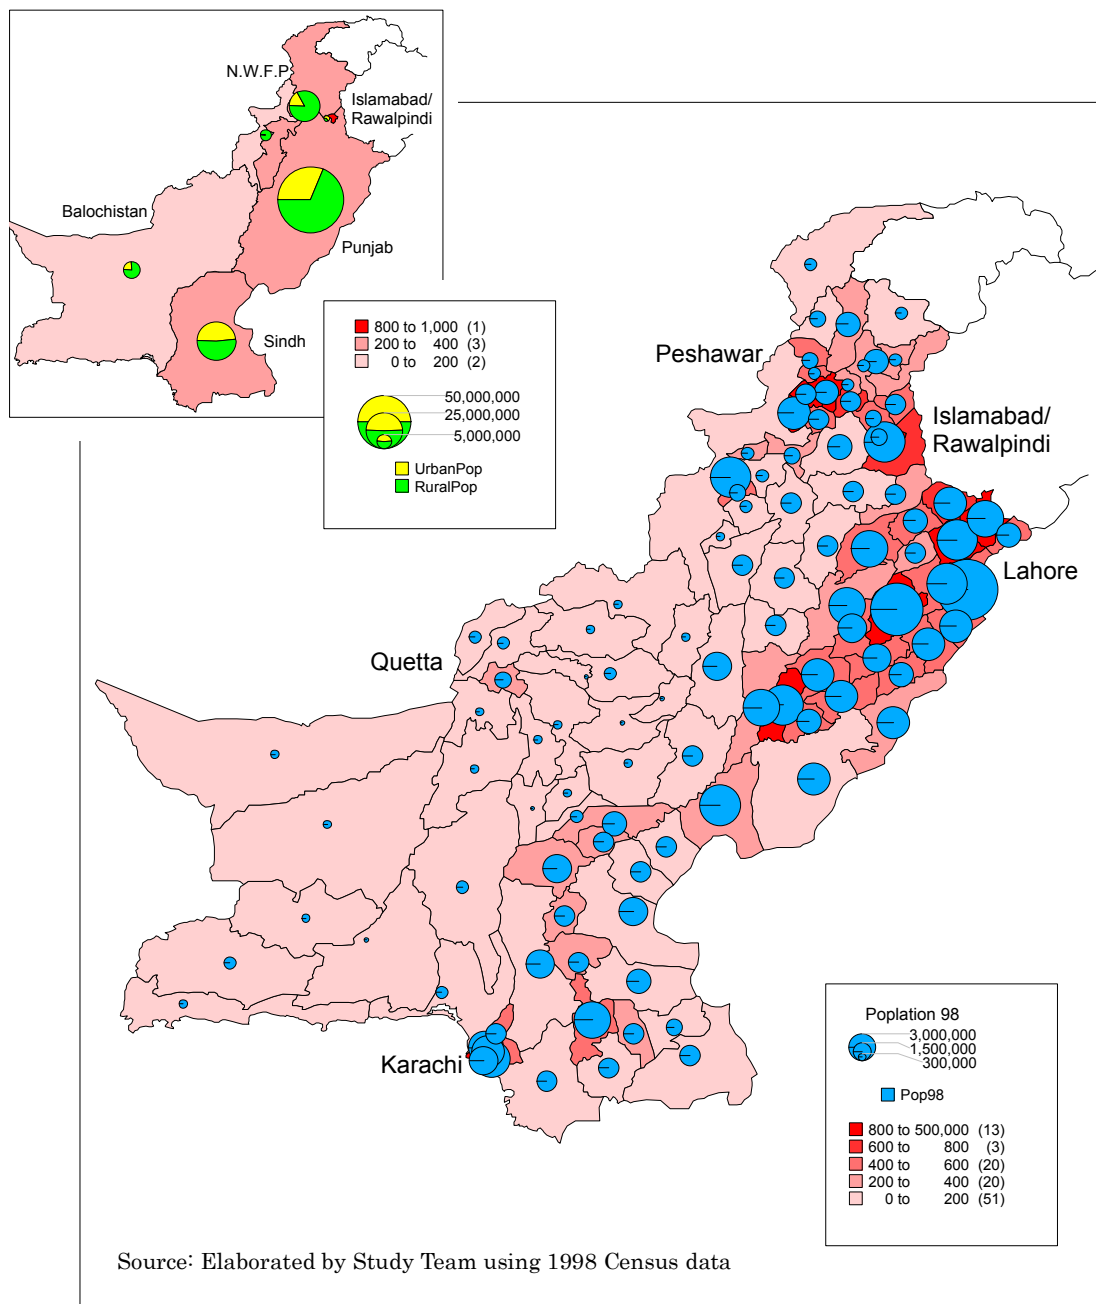 N.W.F.P
Islamabad/
Rawalpindi
Balochistan
Punjab
Sindh
800 to 1,000 (1)
200 to 400 (3)
0 to 200 (2)
50,000,000
25,000,000
5,000,000
UrbanPop
RuralPop
Peshawar
Islamabad/
Rawalpindi
Lahore
Quetta
Karachi
Poplation 98
3,000,000
1,500,000
300,000
Pop98
800 to 500,000 (13)
600 to 800 (3)
400 to 600 (20)
200 to 400 (20)
0 to 200 (51)
Source: Elaborated by Study Team using 1998 Census data